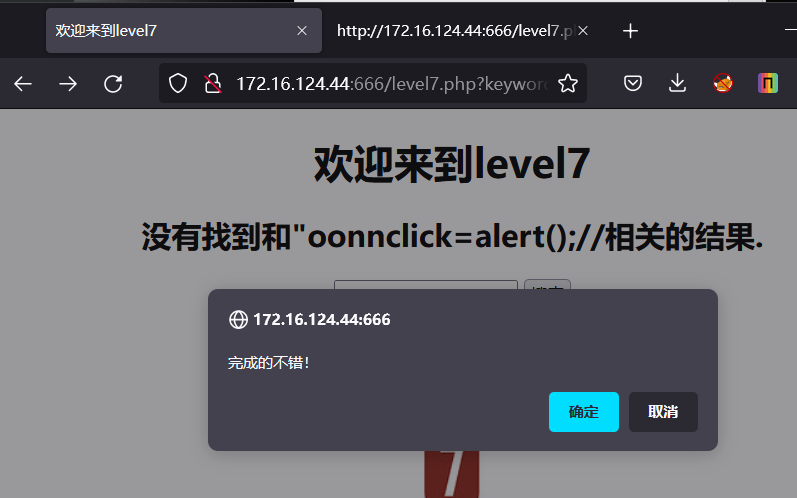 欢迎来到level7
http://172.16.124.44:666/level7.p
172.16.124.44:666/level7.php?keyword
欢迎来到level7
没有找到和"oonnclick=alert();//相关的结果.
172.16.124.44:666
完成的不错！
确定 取消
7